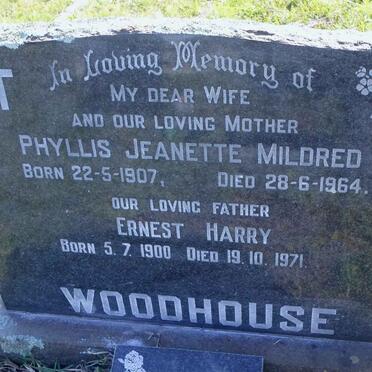 In Loving Memory of
My Dear Wife
and our loving Mother
Phyllis Jeanette Mildred
Born 22-5-1907, Died 28-6-1964.
our loving father
Ernest Harry
Born 5.7.1900 Died 19.10.1971
WOODHOUSE